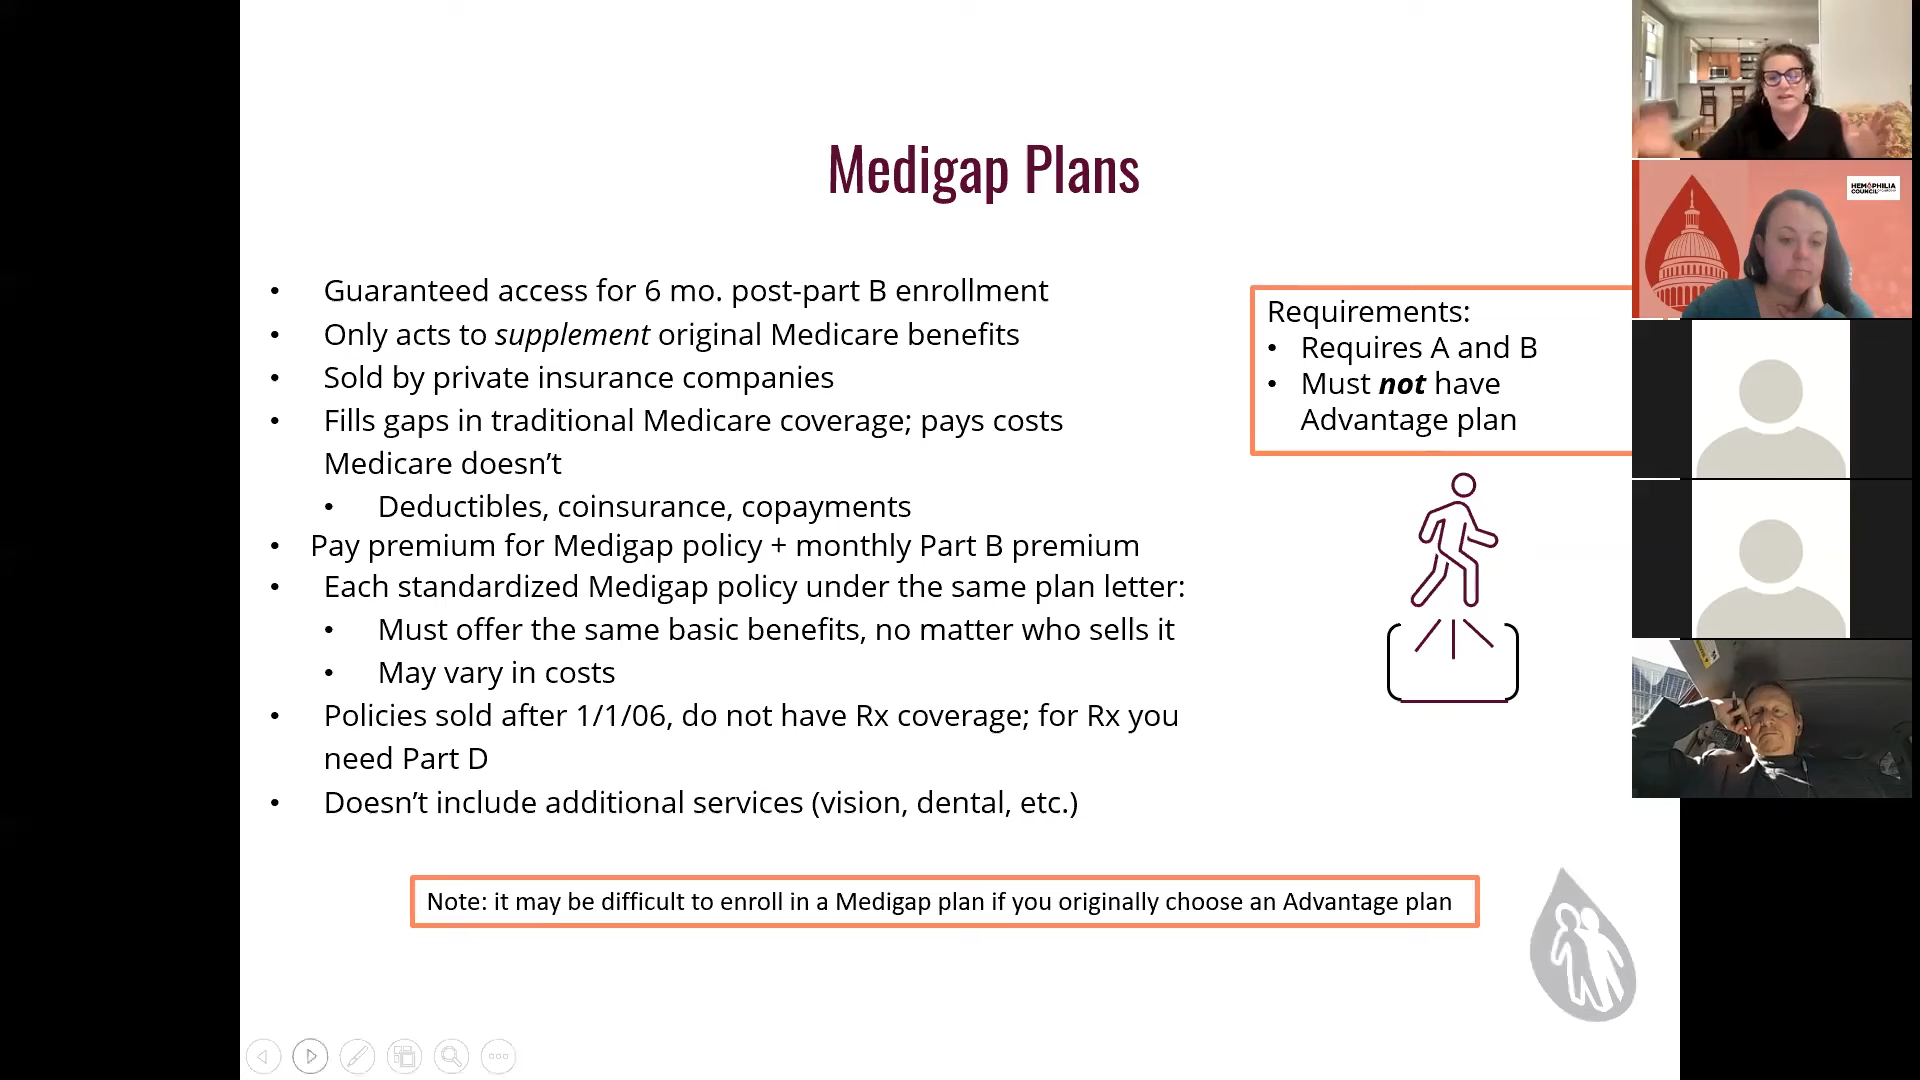 Medigap Plans
• Guaranteed access for 6 mo. post-part B enrollment
• Only acts to supplement original Medicare benefits
• Sold by private insurance companies
• Fills gaps in traditional Medicare coverage; pays costs
Medicare doesn’t
• Deductibles, coinsurance, copayments
• Pay premium for Medigap policy + monthly Part B premium
• Each standardized Medigap policy under the same plan letter:
• Must offer the same basic benefits, no matter who sells it
• May vary in costs
• Policies sold after 1/1/06, do not have Rx coverage; for Rx you
need Part D
• Doesn’t include additional services (vision, dental, etc.)
Requirements:
• Requires A and B
• Must not have
Advantage plan
Note: it may be difficult to enroll in a Medigap plan if you originally choose an Advantage plan
HEMOPHILIA
COUNCIL